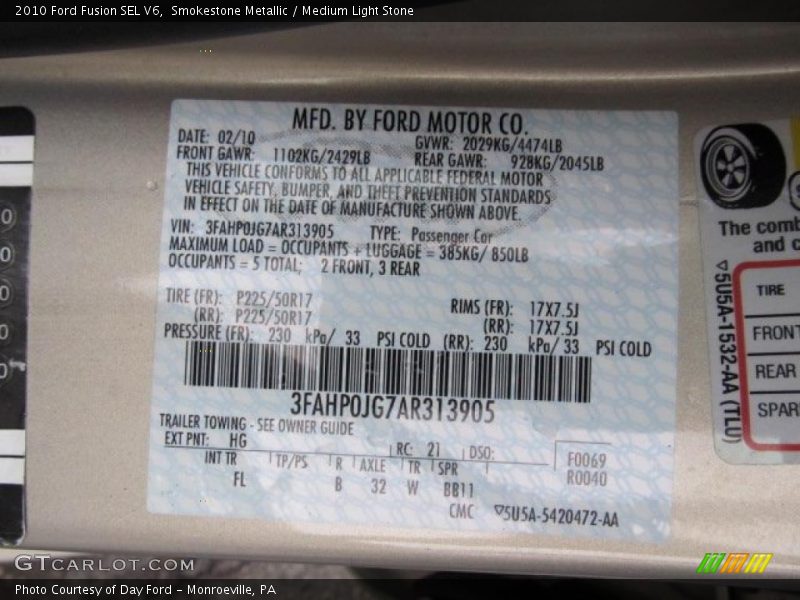 2010 Ford Fusion SEL V6, Smokestone Metallic / Medium Light Stone
MFD. BY FORD MOTOR CO.
DATE: 02/10 GVWR: 2029KG/4474LB
FRONT GAWR: 1102KG/2429LB REAR GAWR: 928KG/2045LB
THIS VEHICLE CONFORMS TO ALL APPLICABLE FEDERAL MOTOR
VEHICLE SAFETY, BUMPER, AND THEFT PREVENTION STANDARDS
IN EFFECT ON THE DATE OF MANUFACTURE SHOWN ABOVE.
VIN: 3FAHP0JG7AR313905 TYPE: Passenger Car
MAXIMUM LOAD = OCCUPANTS + LUGGAGE = 385KG/ 850LB
OCCUPANTS = 5 TOTAL; 2 FRONT, 3 REAR
TIRE (FR): P225/50R17 RIMS (FR): 17X7.5J
(RR): P225/50R17 (RR): 17X7.5J
PRESSURE (FR): 230 kPa/ 33 PSI COLD (RR): 230 kPa/ 33 PSI COLD
3FAHP0JG7AR313905
TRAILER TOWING - SEE OWNER GUIDE
EXT PNT: HG RC: 21 DSO: F0069
INT TR TP/PS R AXLE TR SPR R0040
FL B 32 W BB11
CMC ▽5U5A-5420472-AA
The comb
and c
▽5U5A-1532-AA (TLU)
TIRE
FRONT
REAR
SPAR
0
0
0
0
0
GTCARLOT.COM
Photo Courtesy of Day Ford – Monroeville, PA